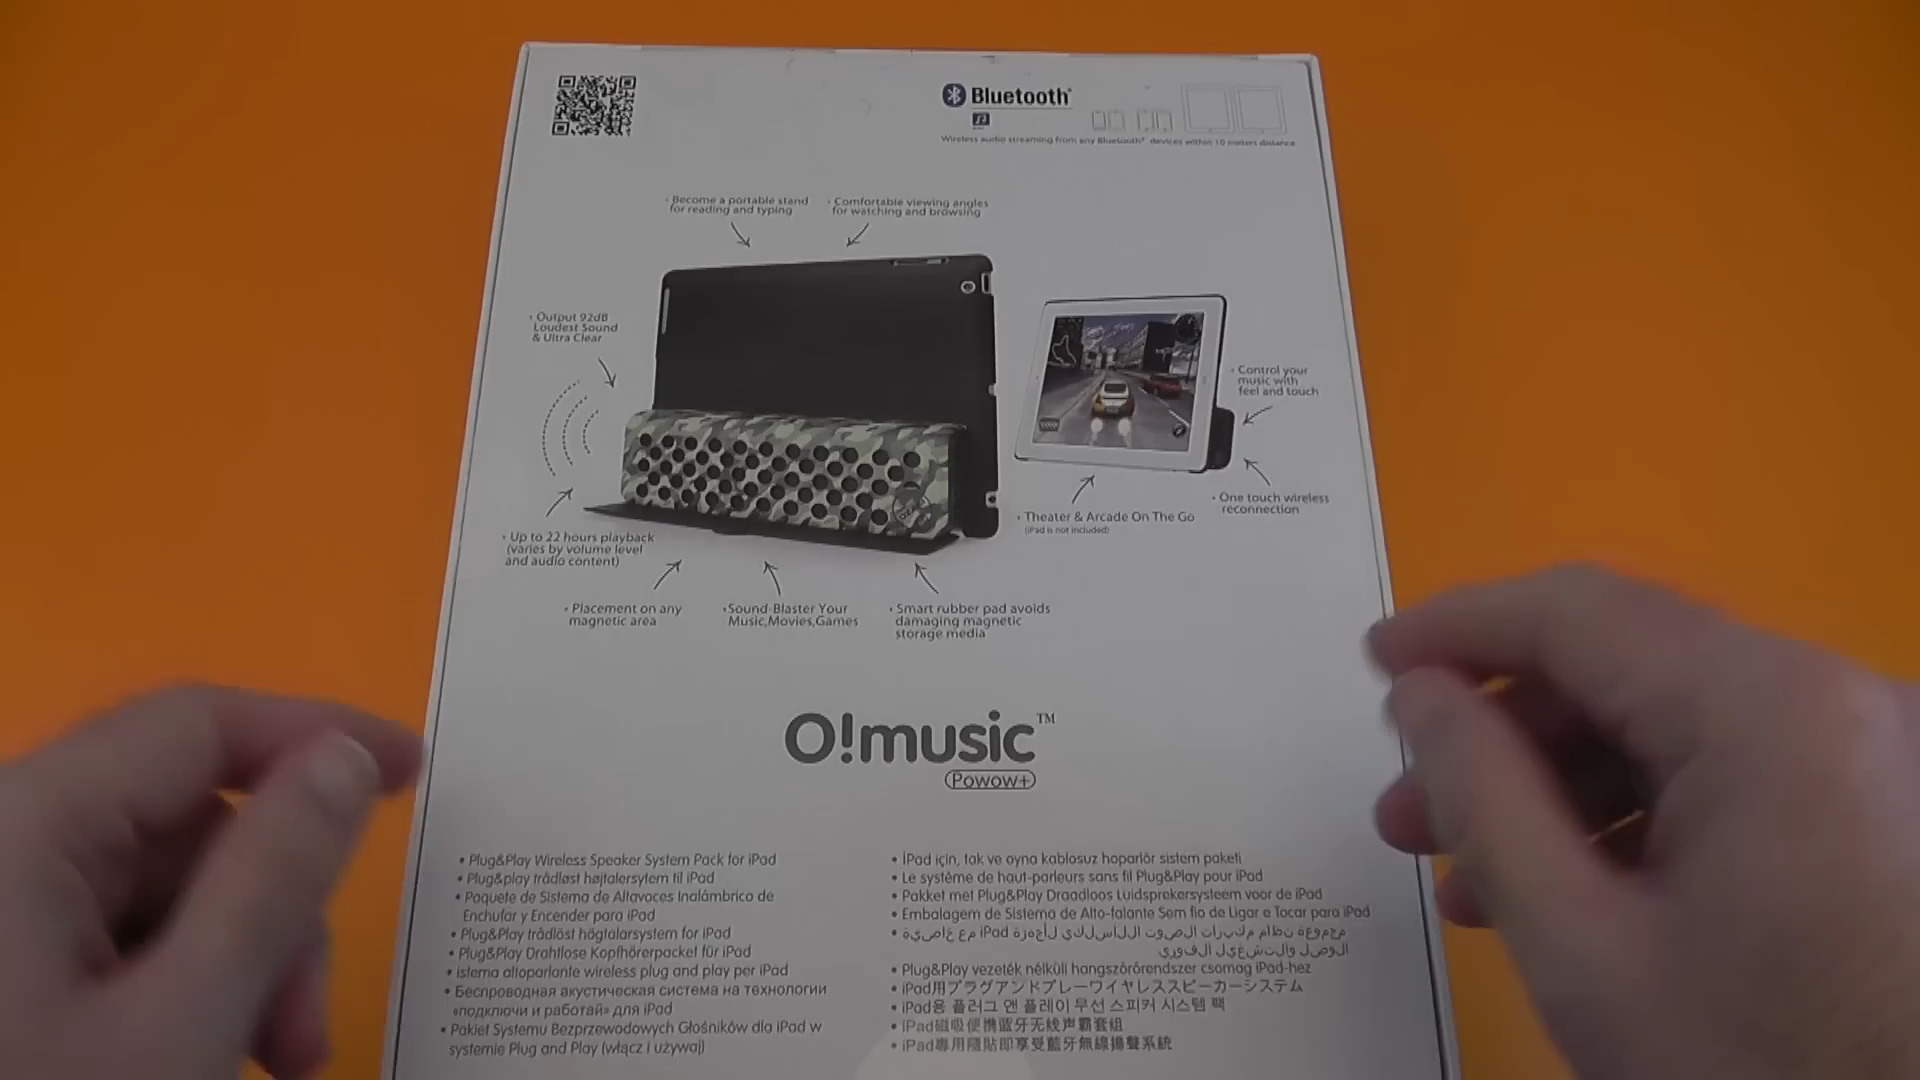 Bluetooth®
Wireless audio streaming from any Bluetooth® devices within 10 meters distance
• Become a portable stand
for reading and typing
• Comfortable viewing angles
for watching and browsing
• Output 92dB
Loudest Sound
& Ultra Clear
• Control your
music with
feel and touch
• One touch wireless
reconnection
• Theater & Arcade On The Go
(iPad is not included)
• Up to 22 hours playback
(varies by volume level
and audio content)
• Placement on any
magnetic area
• Sound-Blaster Your
Music,Movies,Games
• Smart rubber pad avoids
damaging magnetic
storage media
O!music™
Powow+
• Plug&Play Wireless Speaker System Pack for iPad
• Plug&play trådløst højtalersytem til iPad
• Paquete de Sistema de Altavoces Inalámbrico de
Enchufar y Encender para iPad
• Plug&Play trådlöst högtalarsystem for iPad
• Plug&Play Drahtlose Kopfhörerpacket für iPad
• istema altoparlante wireless plug and play per iPad
• Беспроводная акустическая система на технологии
«подключи и работай» для iPad
• Pakiet Systemu Bezprzewodowych Głośników dla iPad w
systemie Plug and Play (włącz i używaj)
• İPad için, tak ve oyna kablosuz hoparlör sistem paketi
• Le système de haut-parleurs sans fil Plug&Play pour iPad
• Pakket met Plug&Play Draadloos Luidsprekersysteem voor de iPad
• Embalagem de Sistema de Alto-falante Sem fio de Ligar e Tocar para iPad
• مجموعة نظام مكبرات الصوت اللاسلكي لأجهزة iPad مع خاصية
الوصل والتشغيل الفوري
• Plug&Play vezeték nélküli hangszórórendszer csomag iPad-hez
• iPad用プラグアンドプレーワイヤレススピーカーシステム
• iPad용 플러그 앤 플레이 무선 스피커 시스템 팩
• iPad磁吸便携蓝牙无线声霸套组
• iPad專用隨貼即享受藍牙無線揚聲系統